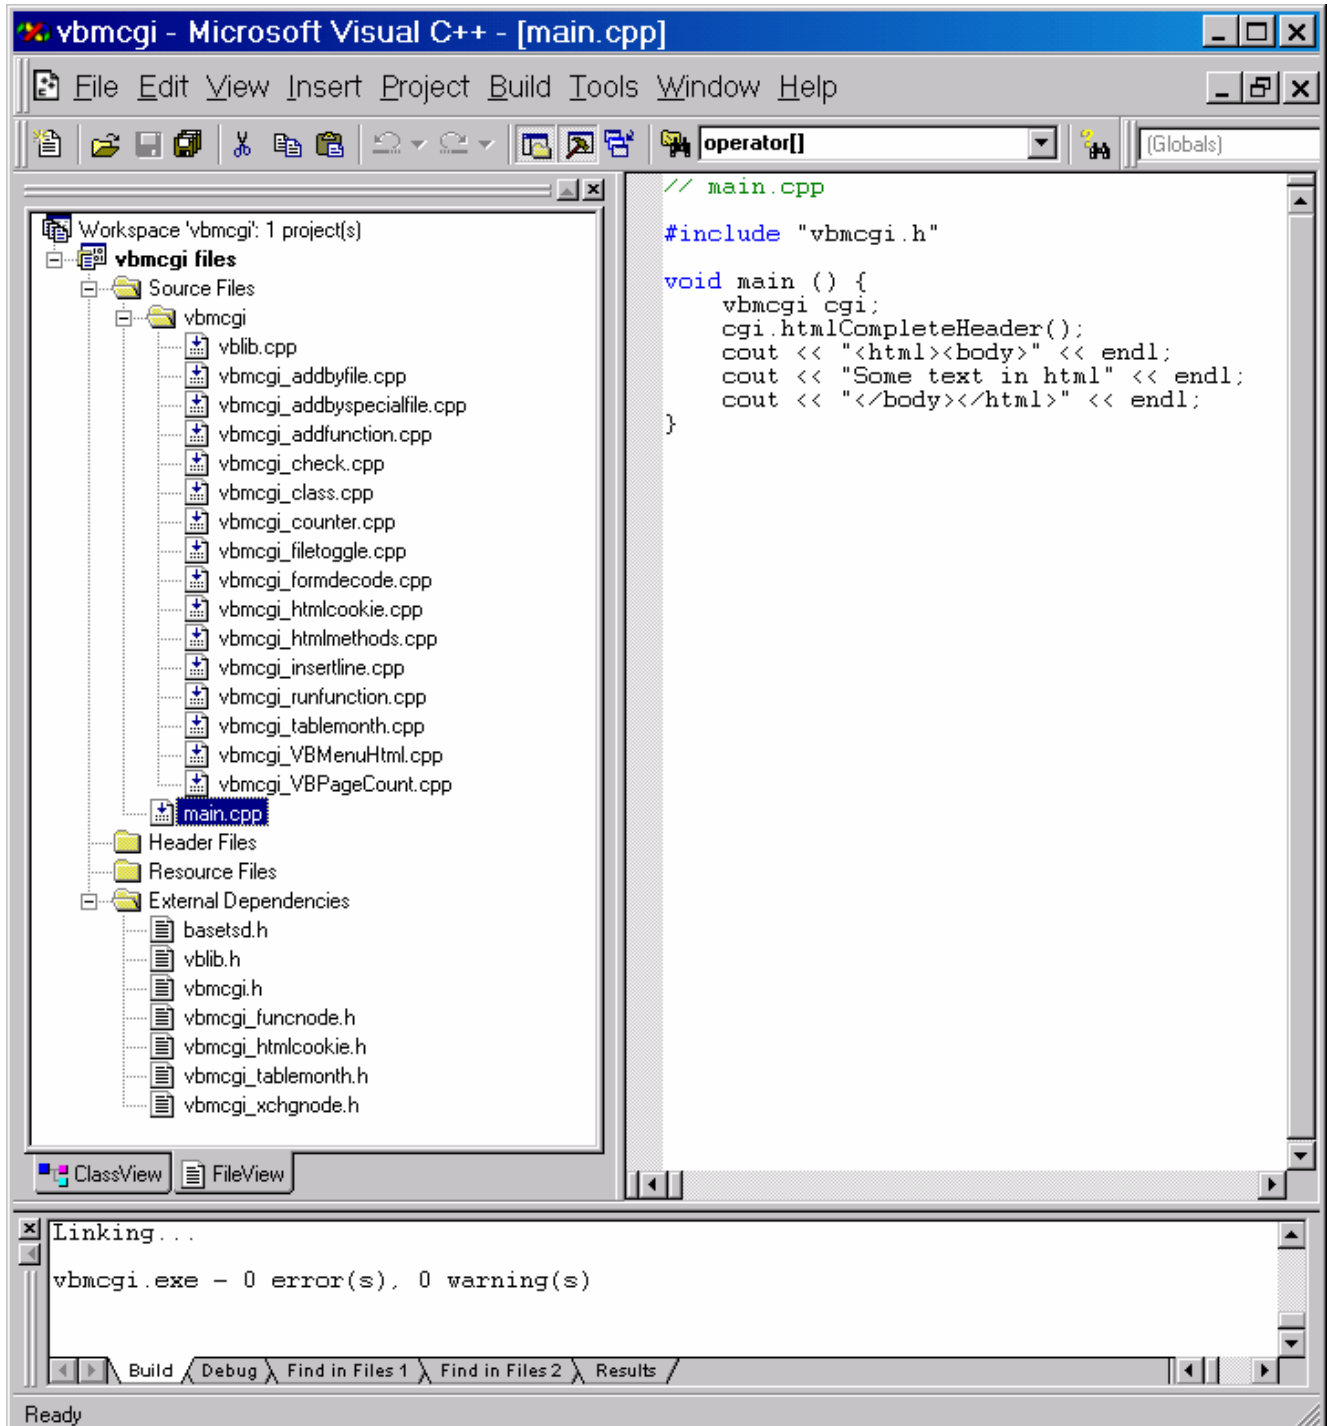 vbmcgi - Microsoft Visual C++ - [main.cpp]
File Edit View Insert Project Build Tools Window Help
operator[]
(Globals)
Workspace 'vbmcgi': 1 project(s)
vbmcgi files
Source Files
vbmcgi
vblib.cpp
vbmcgi_addbyfile.cpp
vbmcgi_addbyspecialfile.cpp
vbmcgi_addfunction.cpp
vbmcgi_check.cpp
vbmcgi_class.cpp
vbmcgi_counter.cpp
vbmcgi_filetoggle.cpp
vbmcgi_formdecode.cpp
vbmcgi_htmlcookie.cpp
vbmcgi_htmlmethods.cpp
vbmcgi_insertline.cpp
vbmcgi_runfunction.cpp
vbmcgi_tablemonth.cpp
vbmcgi_VBMenuHtml.cpp
vbmcgi_VBPageCount.cpp
main.cpp
Header Files
Resource Files
External Dependencies
basetsd.h
vblib.h
vbmcgi.h
vbmcgi_funcnode.h
vbmcgi_htmlcookie.h
vbmcgi_tablemonth.h
vbmcgi_xchgnode.h
ClassView FileView
// main.cpp
#include "vbmcgi.h"
void main () {
vbmcgi cgi;
cgi.htmlCompleteHeader();
cout << "<html><body>" << endl;
cout << "Some text in html" << endl;
cout << "</body></html>" << endl;
}
Linking...
vbmcgi.exe - 0 error(s), 0 warning(s)
Build Debug Find in Files 1 Find in Files 2 Results
Ready